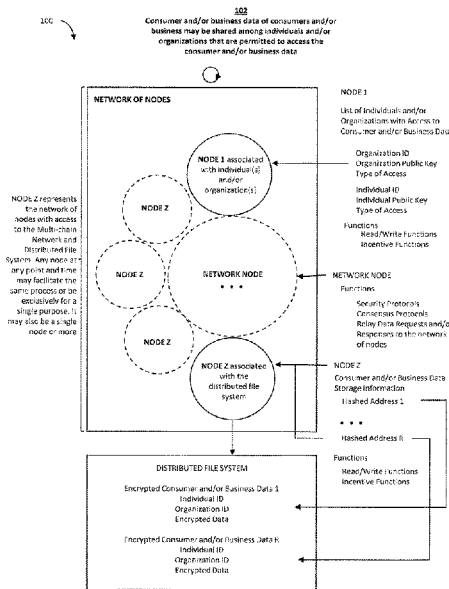 102
Consumer and/or business data of consumers and/or
business may be shared among individuals and/or
organizations that are permitted to access the
consumer and/or business data
100
NETWORK OF NODES
NODE 1 associated
with individual(s)
and/or
organization(s)
NODE Z
NODE Z
NODE Z
NETWORK NODE
• • •
NODE Z associated
with the
distributed file
system
NODE Z represents
the network of
nodes with access
to the Multi-chain
Network and
Distributed File
System. Any node at
any point and time
may facilitate the
same process or be
exclusively for a
single purpose. It
may also be a single
node or more
NODE 1
List of Individuals and/or
Organizations with Access to
Consumer and/or Business Data
Organization ID
Organization Public Key
Type of Access
Individual ID
Individual Public Key
Type of Access
Functions
Read/Write Functions
Incentive Functions
NETWORK NODE
Functions
Security Protocols
Consensus Protocols
Relay Data Requests and/o
Responses to the network
of nodes
NODE Z
Consumer and/or Business Data
Storage Information
Hashed Address 1
• • •
Hashed Address R
Functions
Read/Write Functions
Incentive Functions
DISTRIBUTED FILE SYSTEM
Encrypted Consumer and/or Business Data 1
Individual ID
Organization ID
Encrypted Data
Encrypted Consumer and/or Business Data R
Individual ID
Organization ID
Encrypted Data